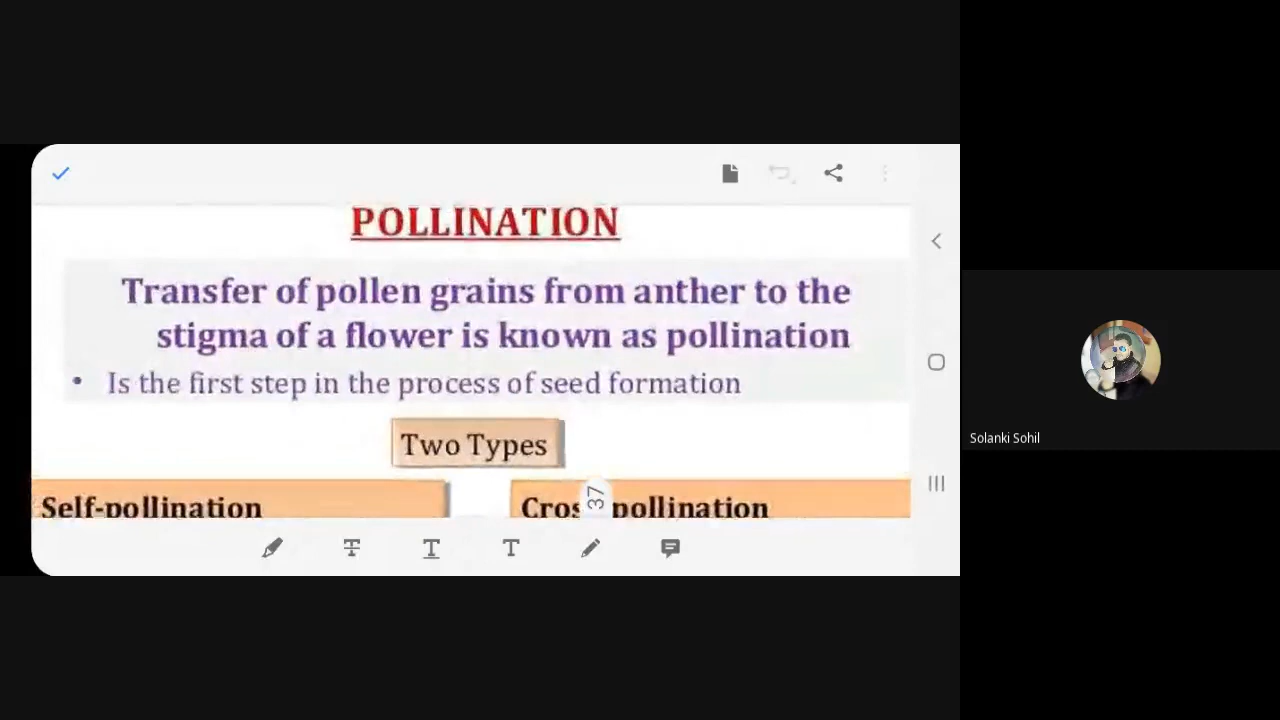 POLLINATION
Transfer of pollen grains from anther to the
stigma of a flower is known as pollination
• Is the first step in the process of seed formation
Two Types
Self-pollination
Cros pollination
37
T
T
T
Solanki Sohil